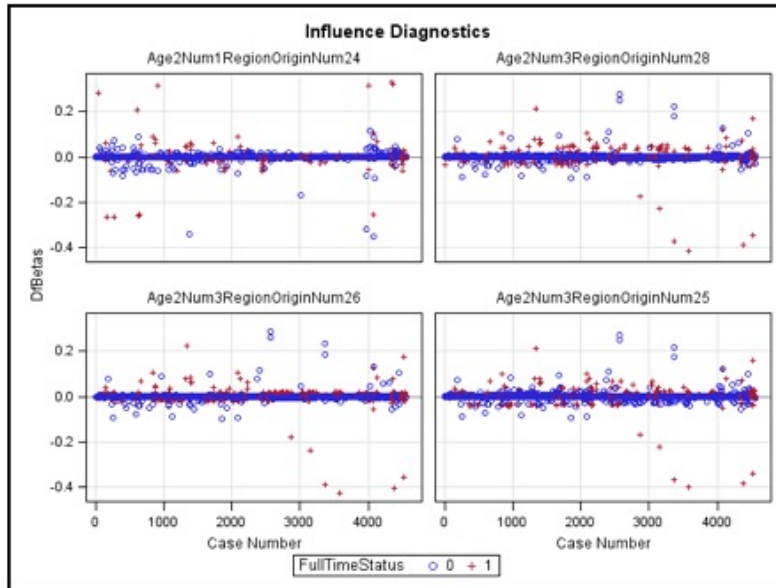 Influence Diagnostics
Age2Num1RegionOriginNum24 Age2Num3RegionOriginNum28
0.2
0.0
-0.2
-0.4
DfBetas
Age2Num3RegionOriginNum26 Age2Num3RegionOriginNum25
0.2
0.0
-0.2
-0.4
0 1000 2000 3000 4000 0 1000 2000 3000 4000
Case Number Case Number
FullTimeStatus 0 1